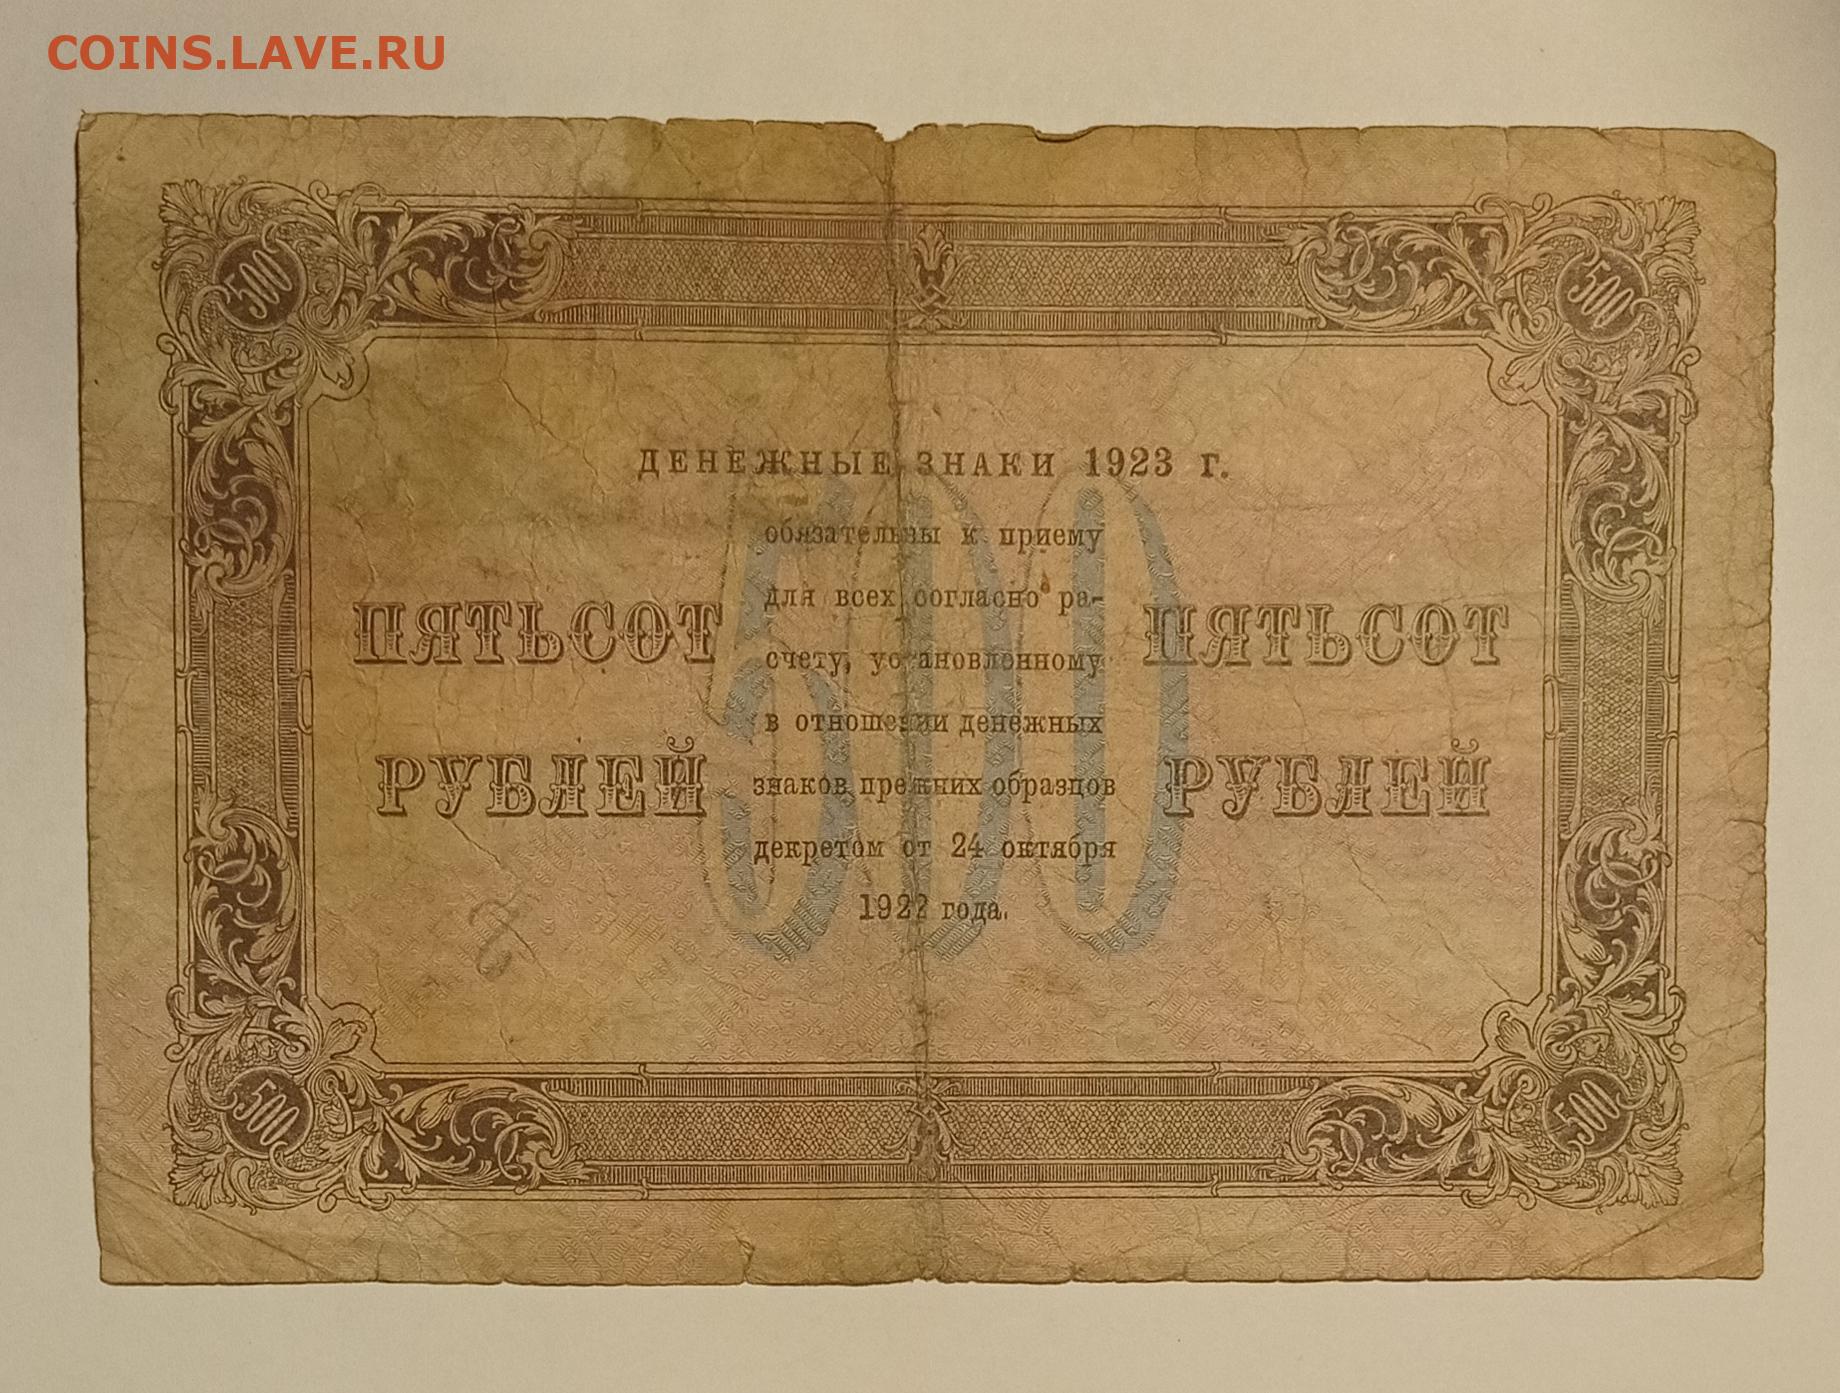 COINS.LAVE.RU
500
500
ДЕНЕЖНЫЕ ЗНАКИ 1923 г.
обязательны к приему
для всех согласно ра-
счету, установленному
в отношении денежных
знаков прежних образцов
декретом от 24 октября
1922 года.
ПЯТЬСОТ
РУБЛЕЙ
500
ПЯТЬСОТ
РУБЛЕЙ
500
500